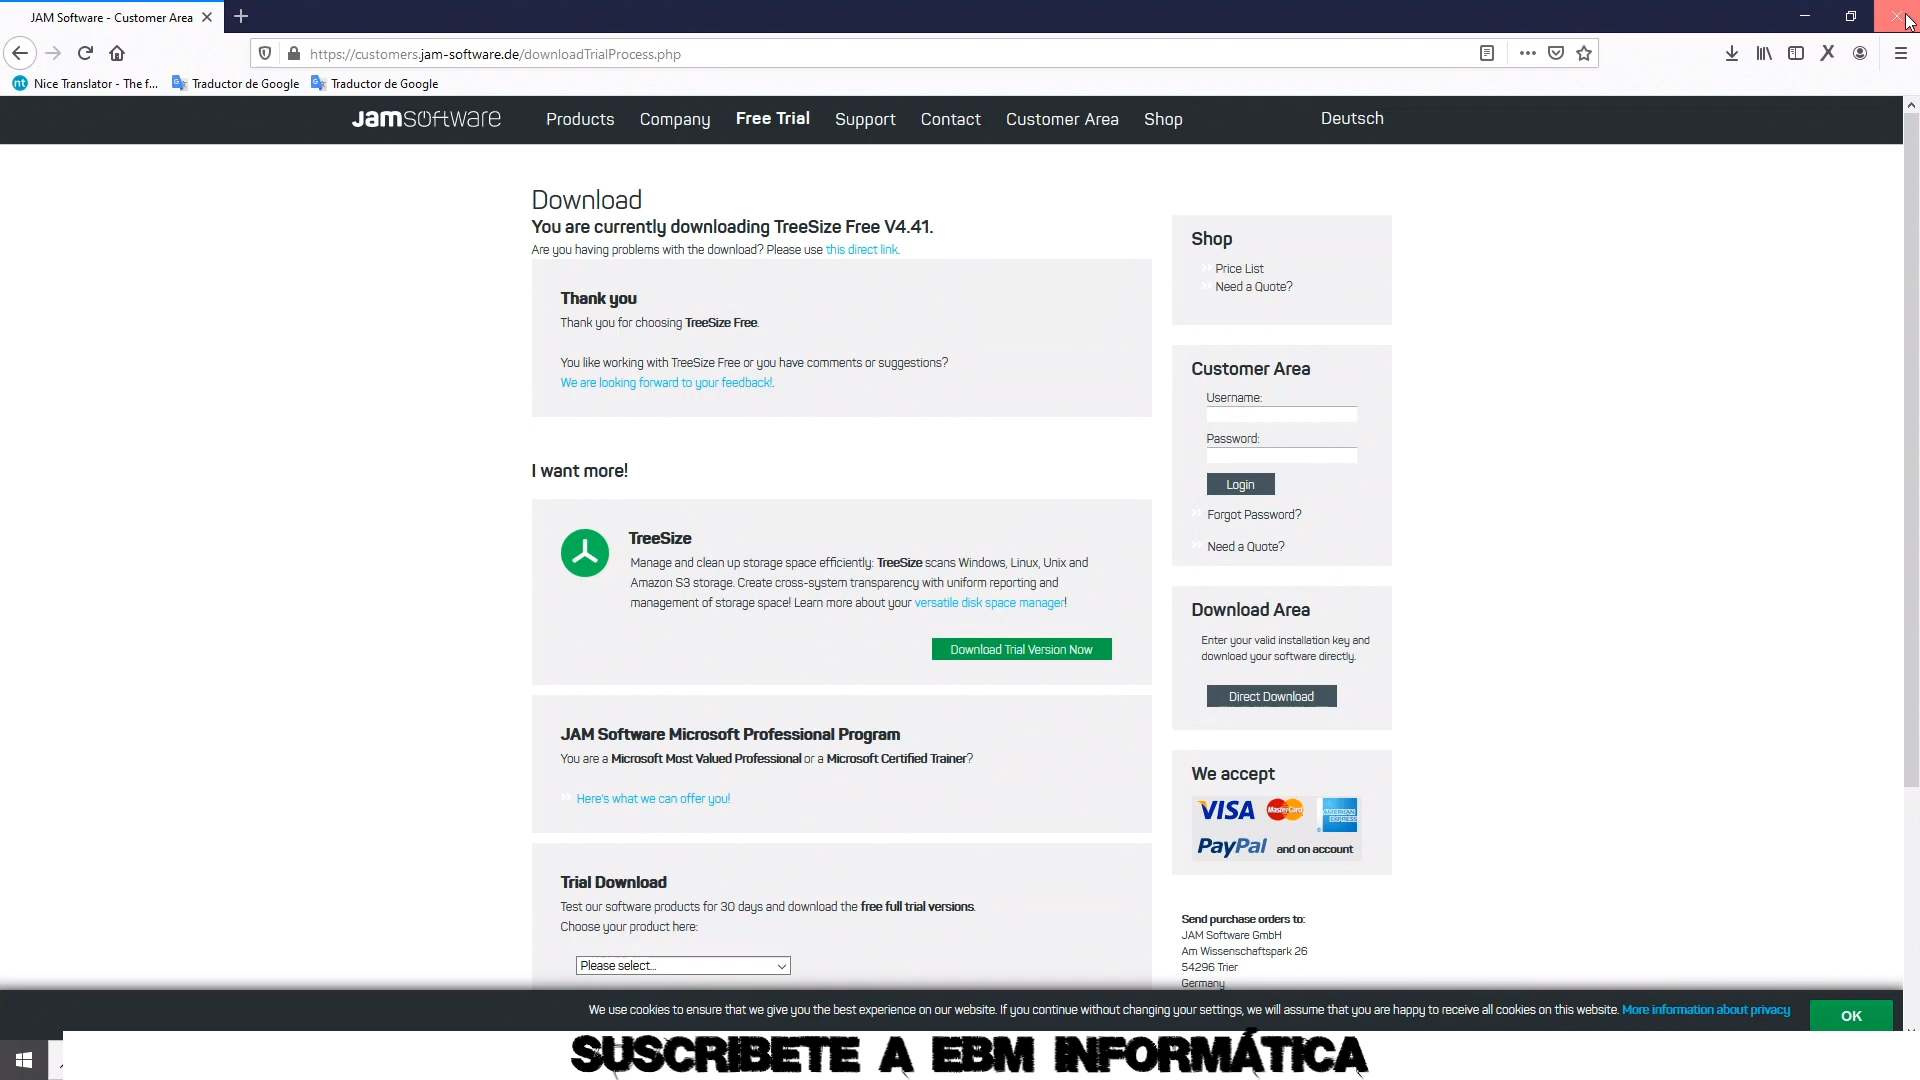 JAM Software - Customer Area
https://customers.jam-software.de/downloadTrialProcess.php
Nice Translator - The f...
Traductor de Google
Traductor de Google
JAMSOFTWARE
Products
Company
Free Trial
Support
Contact
Customer Area
Shop
Deutsch
Download
You are currently downloading TreeSize Free V4.41.
Are you having problems with the download? Please use this direct link.
Thank you
Thank you for choosing TreeSize Free.
You like working with TreeSize Free or you have comments or suggestions?
We are looking forward to your feedback!.
I want more!
TreeSize
Manage and clean up storage space efficiently: TreeSize scans Windows, Linux, Unix and
Amazon S3 storage. Create cross-system transparency with uniform reporting and
management of storage space! Learn more about your versatile disk space manager!
Download Trial Version Now
JAM Software Microsoft Professional Program
You are a Microsoft Most Valued Professional or a Microsoft Certified Trainer?
Here's what we can offer you!
Trial Download
Test our software products for 30 days and download the free full trial versions.
Choose your product here:
Please select...
Shop
Price List
Need a Quote?
Customer Area
Username:
Password:
Login
Forgot Password?
Need a Quote?
Download Area
Enter your valid installation key and
download your software directly.
Direct Download
We accept
VISA
MasterCard
AMERICAN EXPRESS
PayPal
and on account
Send purchase orders to:
JAM Software GmbH
Am Wissenschaftspark 26
54296 Trier
Germany
We use cookies to ensure that we give you the best experience on our website. If you continue without changing your settings, we will assume that you are happy to receive all cookies on this website. More information about privacy
OK
SUSCRIBETE A EBM INFORMÁTICA